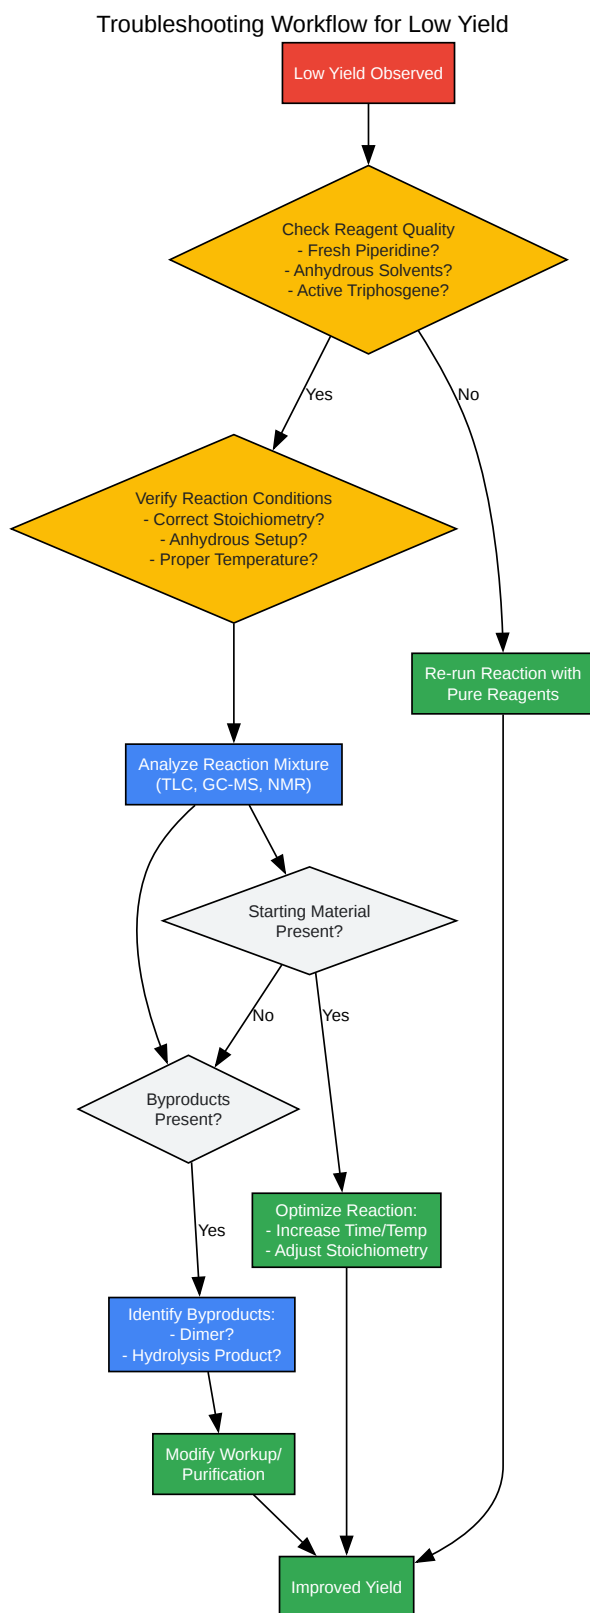 Troubleshooting Workflow for Low Yield
Low Yield Observed
Check Reagent Quality
- Fresh Piperidine?
- Anhydrous Solvents?
- Active Triphosgene?
Yes
No
Verify Reaction Conditions
- Correct Stoichiometry?
- Anhydrous Setup?
- Proper Temperature?
Re-run Reaction with
Pure Reagents
Analyze Reaction Mixture
(TLC, GC-MS, NMR)
Starting Material
Present?
No
Yes
Byproducts
Present?
Optimize Reaction:
- Increase Time/Temp
- Adjust Stoichiometry
Yes
Identify Byproducts:
- Dimer?
- Hydrolysis Product?
Modify Workup/
Purification
Improved Yield